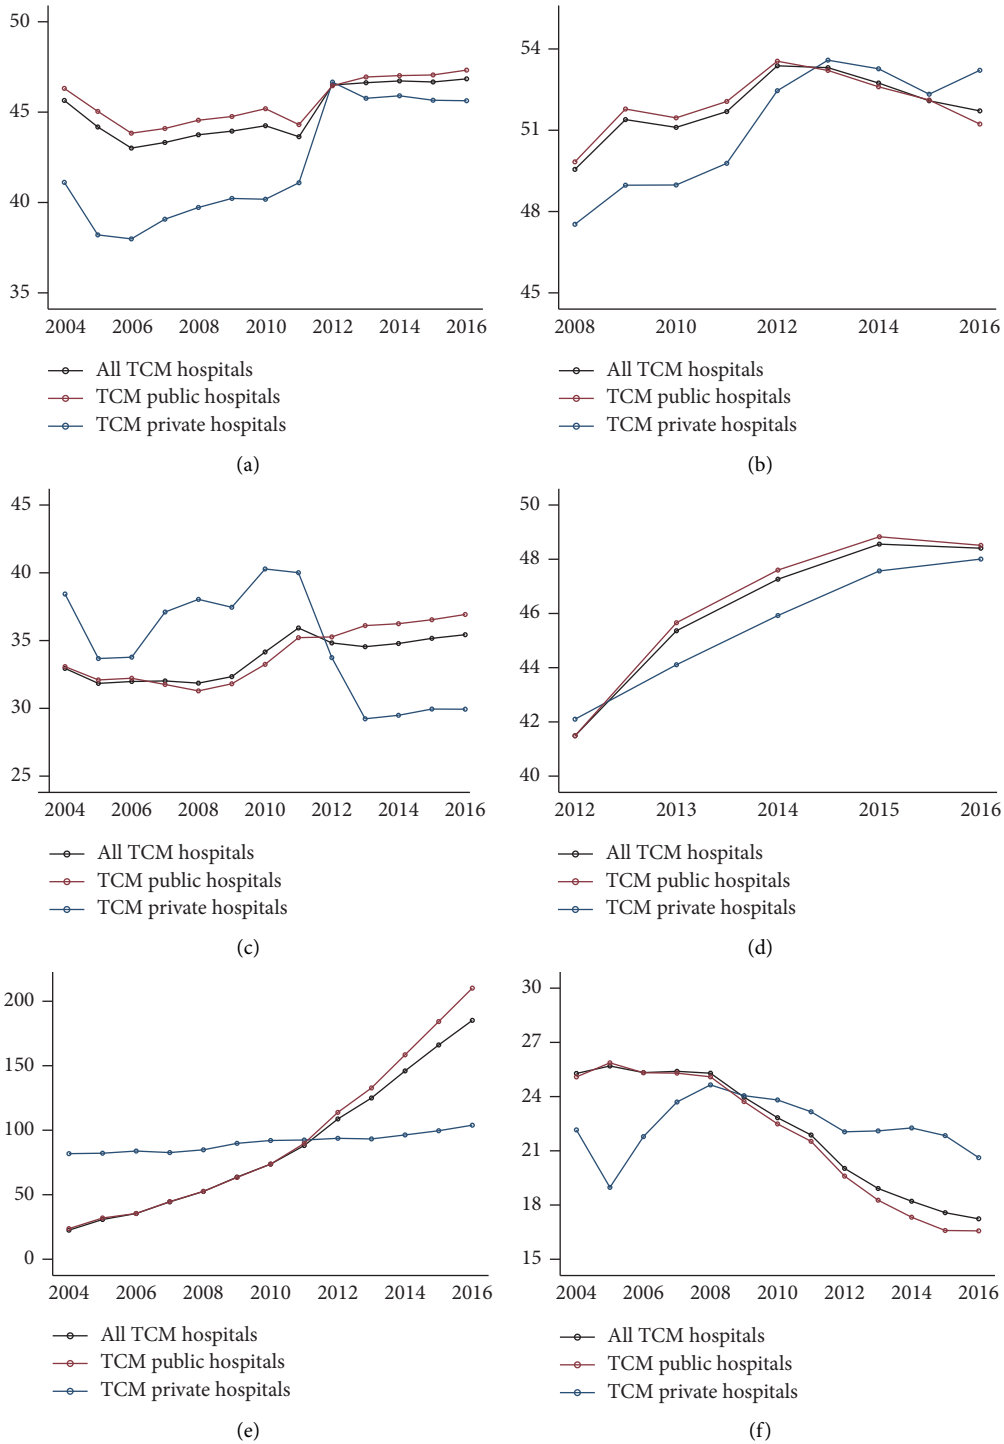 50
45
40
35
2004 2006 2008 2010 2012 2014 2016
All TCM hospitals
TCM public hospitals
TCM private hospitals
(a)
54
51
48
45
2008 2010 2012 2014 2016
All TCM hospitals
TCM public hospitals
TCM private hospitals
(b)
45
40
35
30
25
2004 2006 2008 2010 2012 2014 2016
All TCM hospitals
TCM public hospitals
TCM private hospitals
(c)
50
48
46
44
42
40
2012 2013 2014 2015 2016
All TCM hospitals
TCM public hospitals
TCM private hospitals
(d)
200
150
100
50
0
2004 2006 2008 2010 2012 2014 2016
All TCM hospitals
TCM public hospitals
TCM private hospitals
(e)
30
27
24
21
18
15
2004 2006 2008 2010 2012 2014 2016
All TCM hospitals
TCM public hospitals
TCM private hospitals
(f)